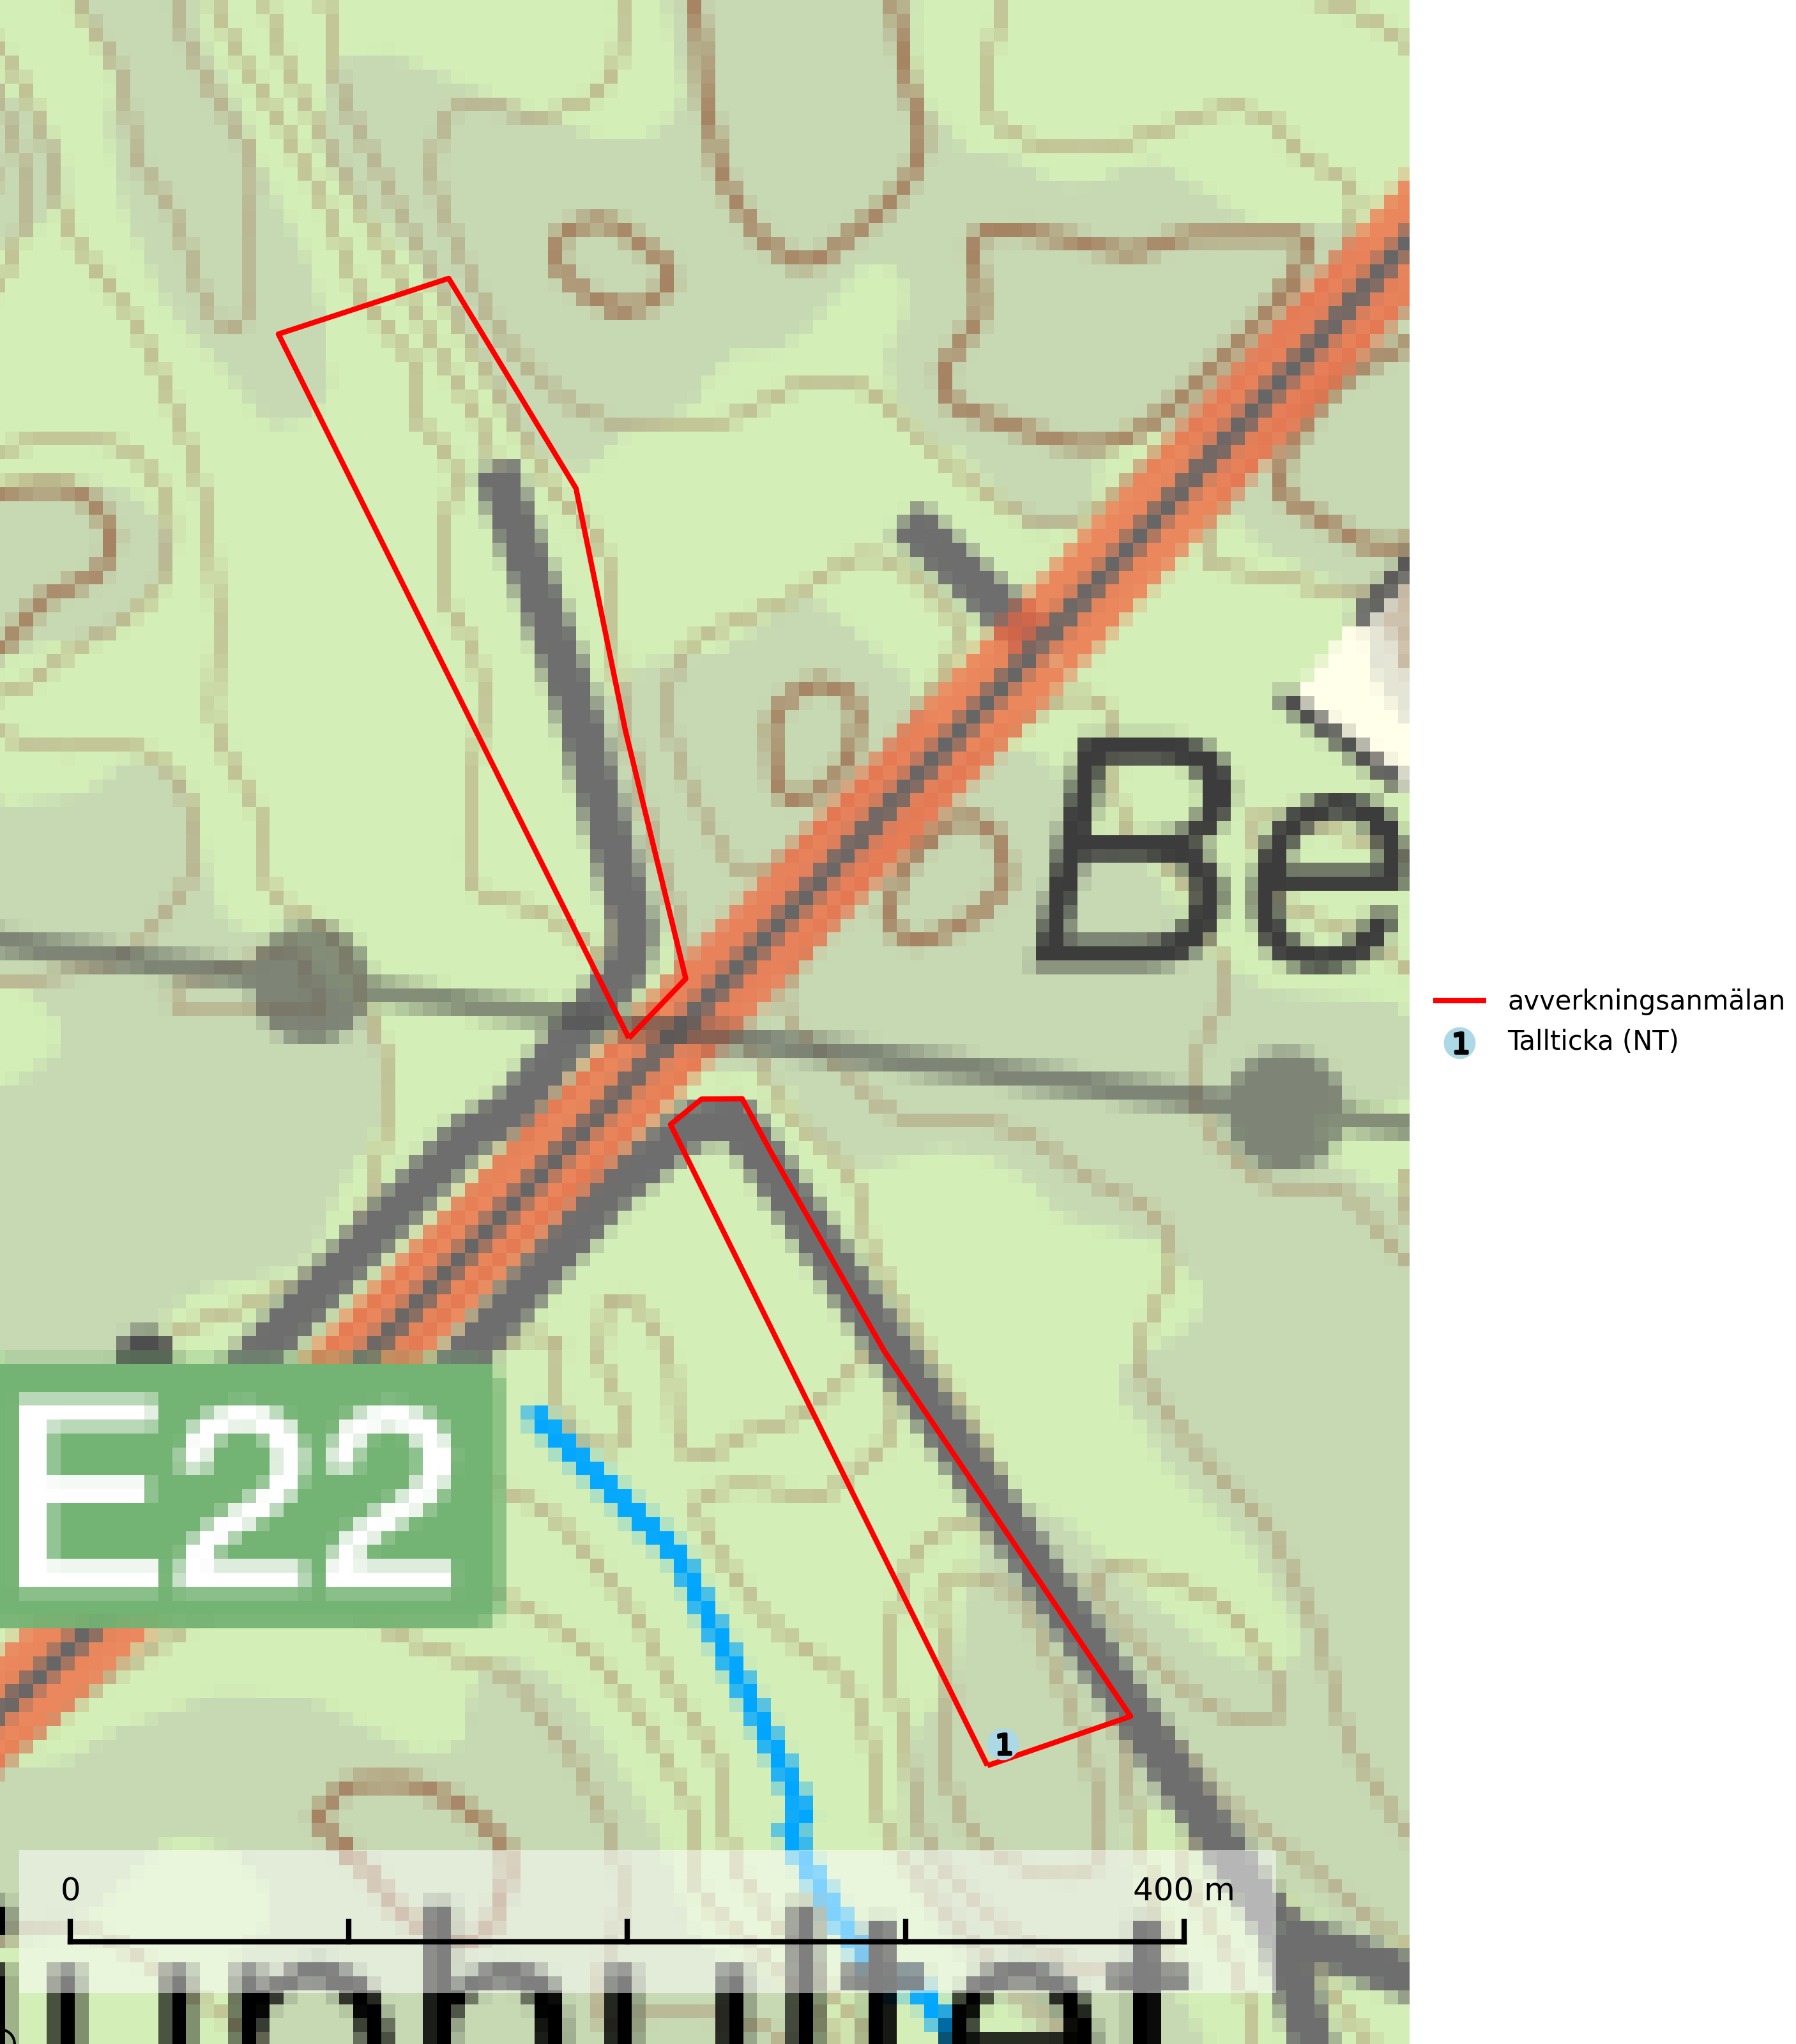 Be
avverkningsanmälan
1 Tallticka (NT)
E22
1
0 400 m